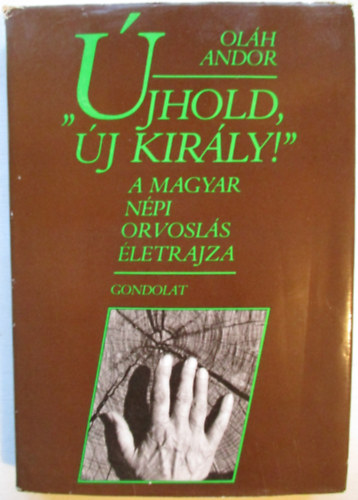 OLÁH
ANDOR
„ÚJHOLD,
ÚJ KIRÁLY!"
A MAGYAR
NÉPI
ORVOSLÁS
ÉLETRAJZA
GONDOLAT